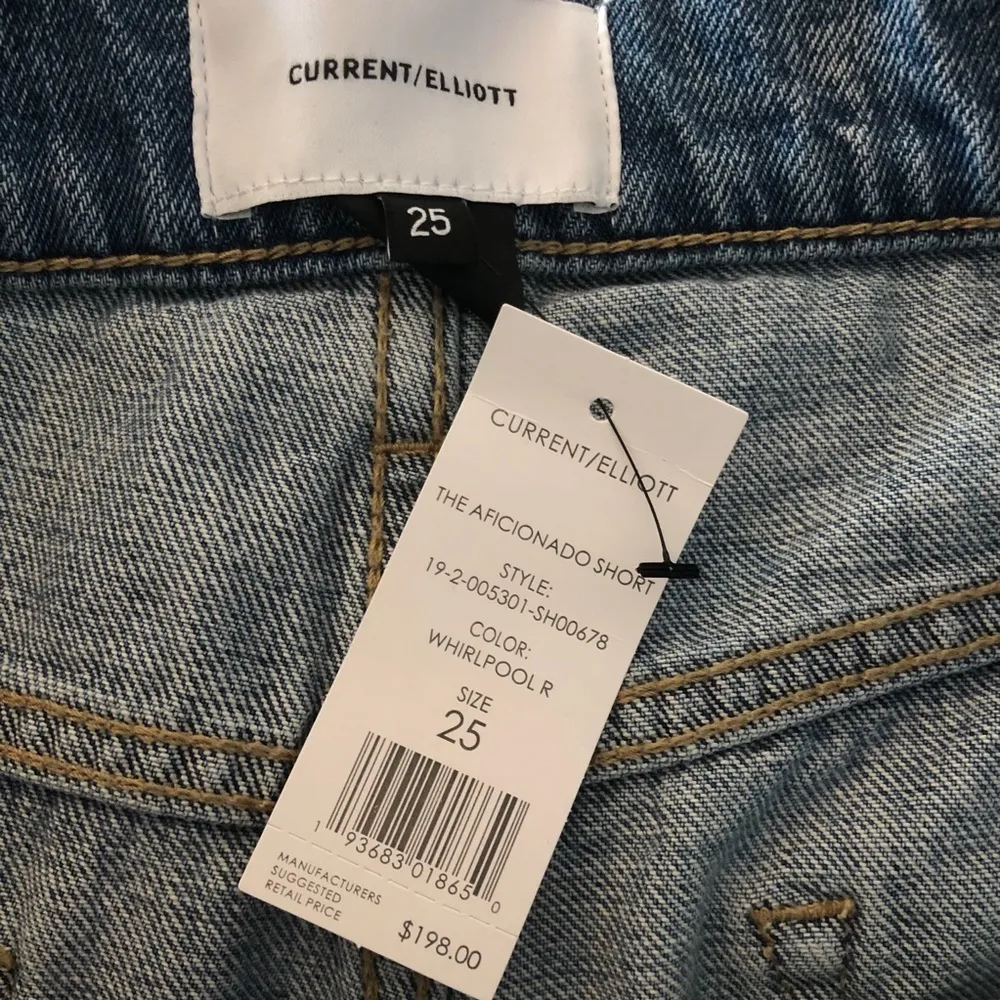 CURRENT/ELLIOTT
25
CURRENT/ELLIOTT
THE AFICIONADO SHORT
STYLE:
19-2-005301-SH00678
COLOR:
WHIRLPOOL R
SIZE
25
1 93683 01865 0
MANUFACTURERS
SUGGESTED
RETAIL PRICE
$198.00